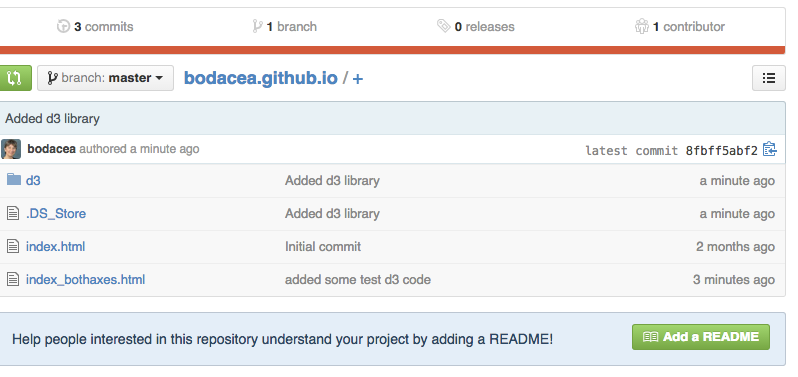 3 commits 1 branch 0 releases 1 contributor
branch: master bodacea.github.io / +
Added d3 library
bodacea authored a minute ago latest commit 8fbff5abf2
d3 Added d3 library a minute ago
.DS_Store Added d3 library a minute ago
index.html Initial commit 2 months ago
index_bothaxes.html added some test d3 code 3 minutes ago
Help people interested in this repository understand your project by adding a README! Add a README